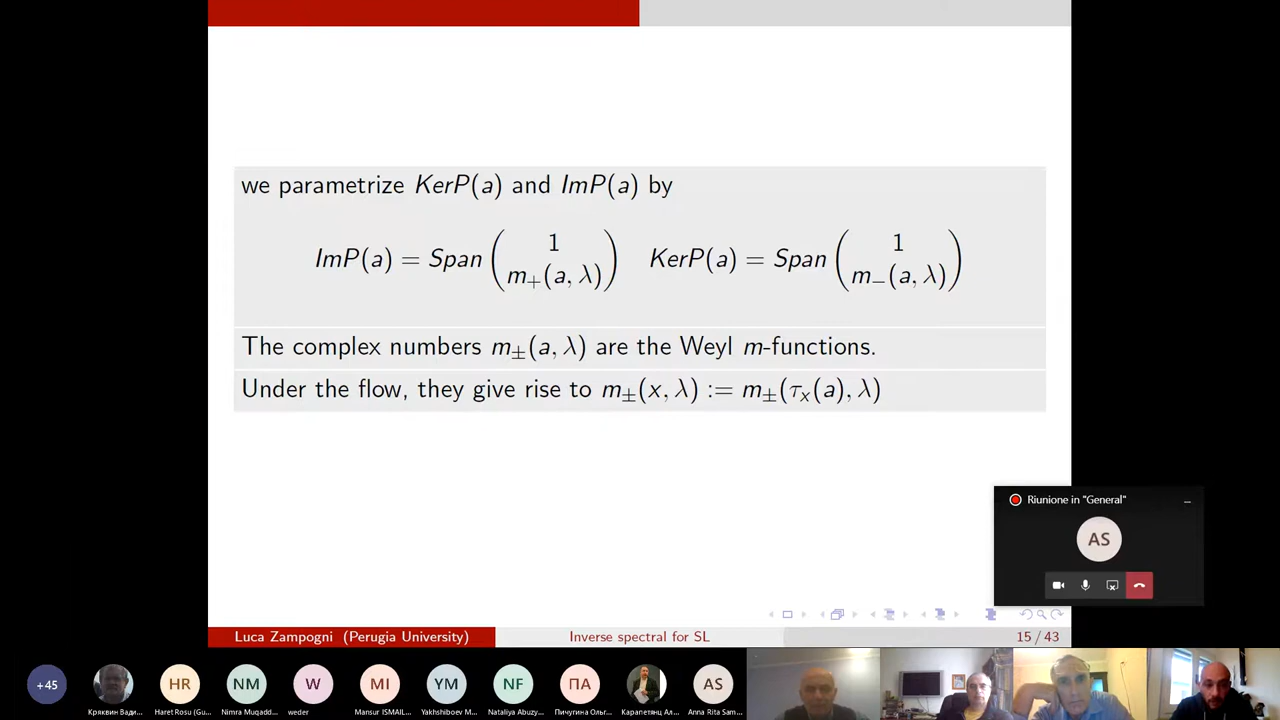 we parametrize KerP(a) and ImP(a) by
ImP(a) = Span ( 1 m₊(a, λ) ) KerP(a) = Span ( 1 m₋(a, λ) )
The complex numbers m±(a, λ) are the Weyl m-functions.
Under the flow, they give rise to m±(x, λ) := m±(τₓ(a), λ)
Riunione in "General"
AS
Luca Zampogni (Perugia University) Inverse spectral for SL 15 / 43
+45 HR NM W MI YM NF ПА AS
Кряквин Вади... Haret Rosu (Gu... Nimra Muqadd... weder Mansur ISMAIL... Yakhshiboev M... Nataliya Abuzy... Пичугина Ольг... Карапетянц Ал... Anna Rita Sam...